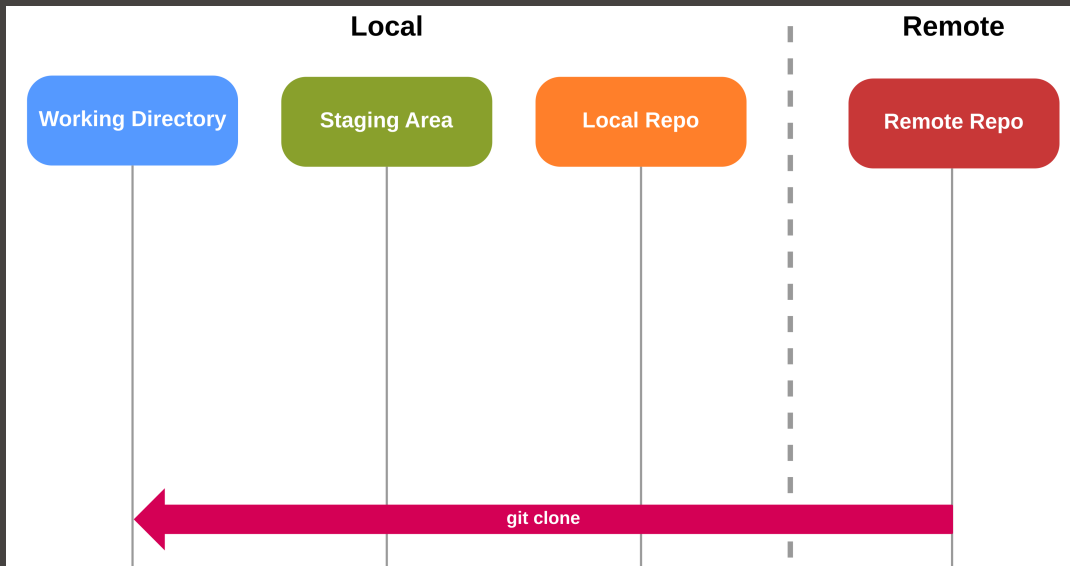 Local
Remote
Working Directory
Staging Area
Local Repo
Remote Repo
git clone